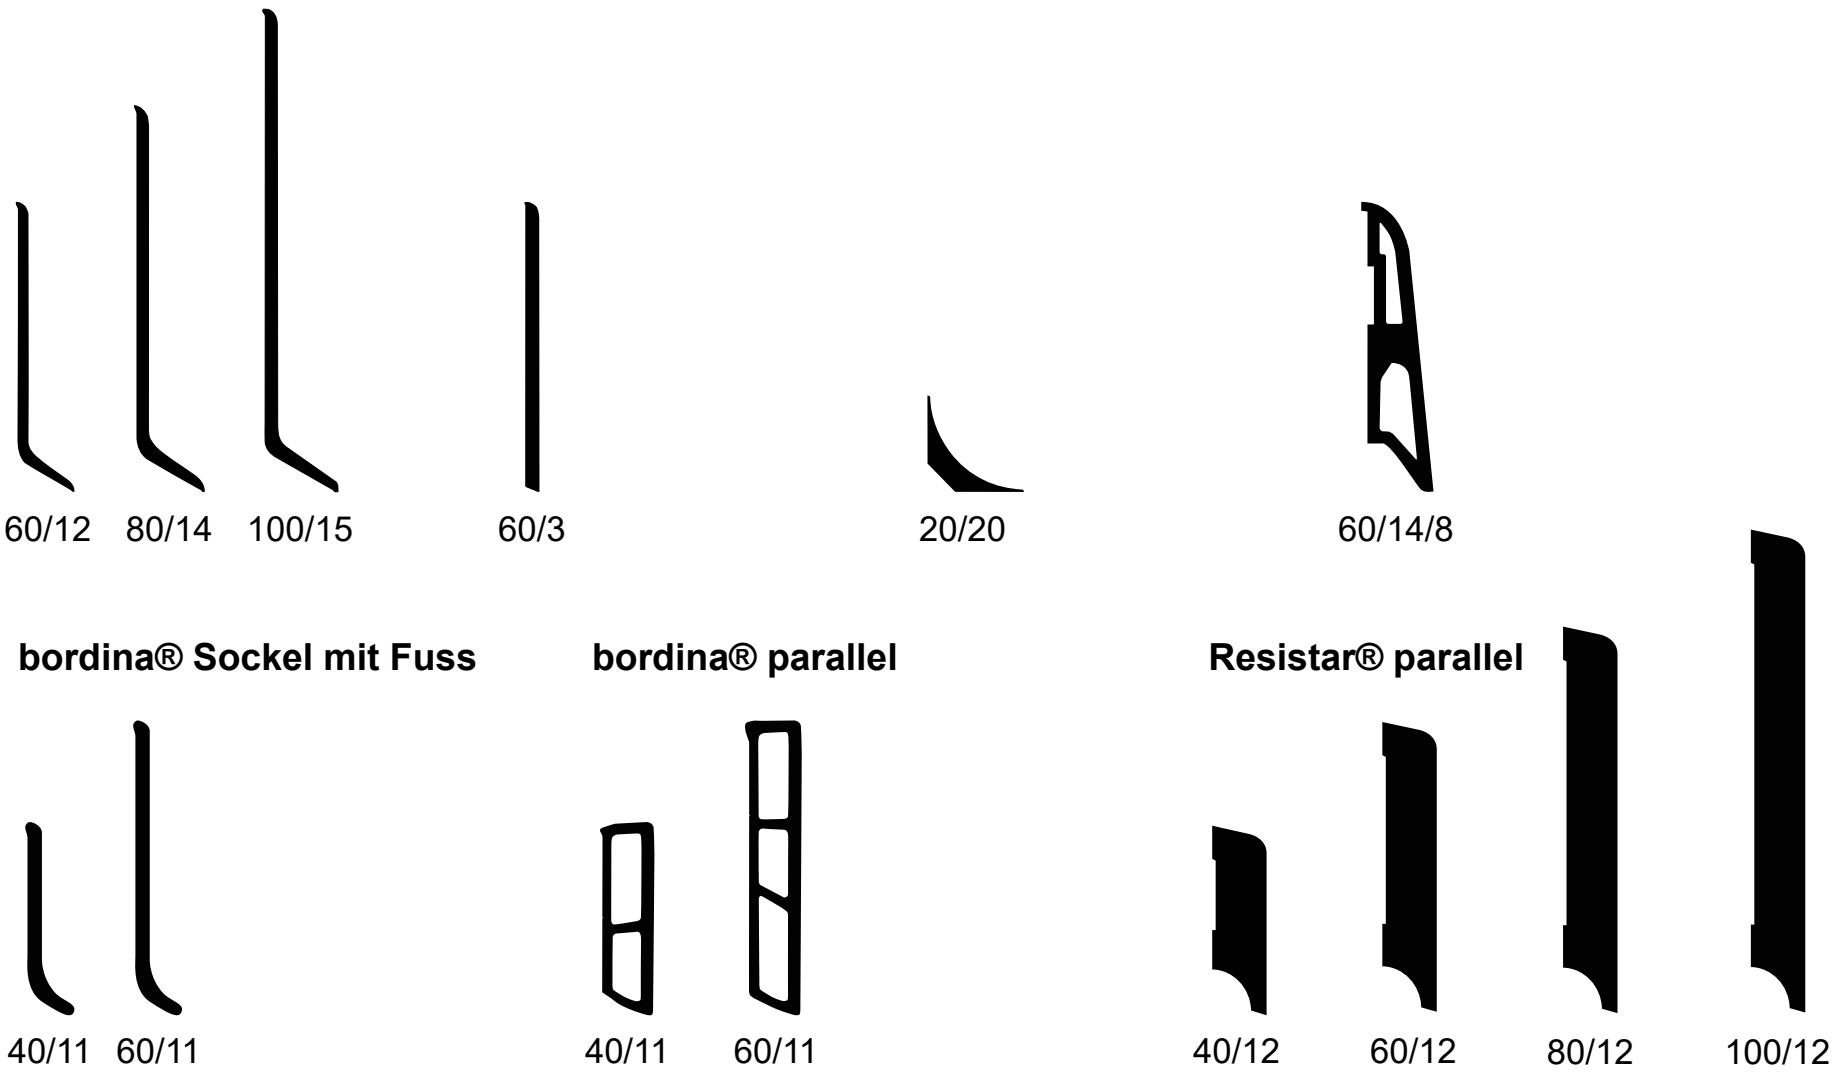 60/12 80/14 100/15 60/3 20/20 60/14/8
bordina® Sockel mit Fuss bordina® parallel Resistar® parallel
40/11 60/11 40/11 60/11 40/12 60/12 80/12 100/12